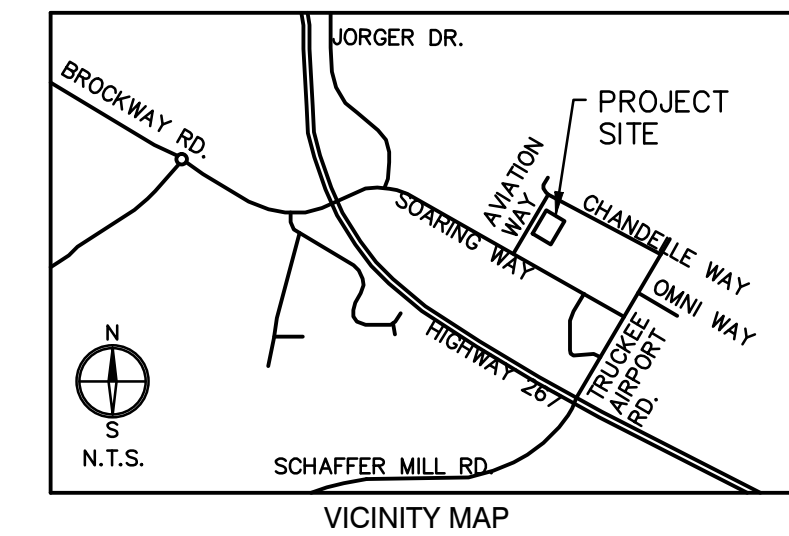 JORGER DR.
BROCKWAY RD.
PROJECT
SITE
AVIATION
WAY
CHANDELLE WAY
SOARING WAY
OMNI WAY
TRUCKEE
AIRPORT
RD.
HIGHWAY 267
N
S
N.T.S.
SCHAFFER MILL RD.
VICINITY MAP